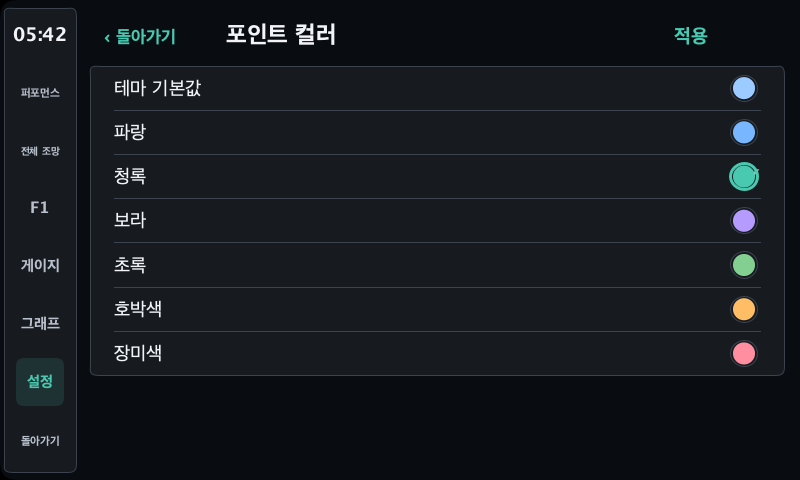 05:42
퍼포먼스
전체 조망
F1
게이지
그래프
설정
돌아가기
‹ 돌아가기
포인트 컬러
적용
테마 기본값
파랑
청록
보라
초록
호박색
장미색